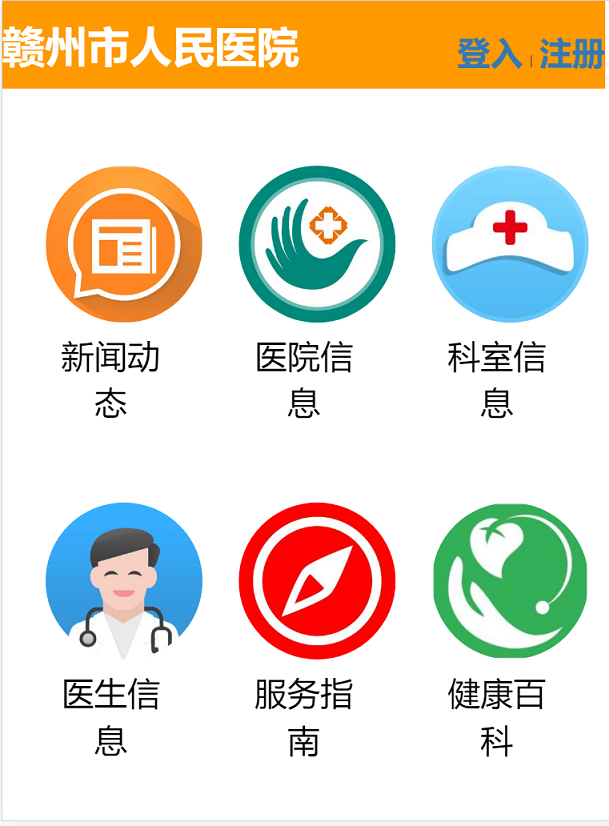 赣州市人民医院
登入 | 注册
新闻动
态
医院信
息
科室信
息
医生信
息
服务指
南
健康百
科